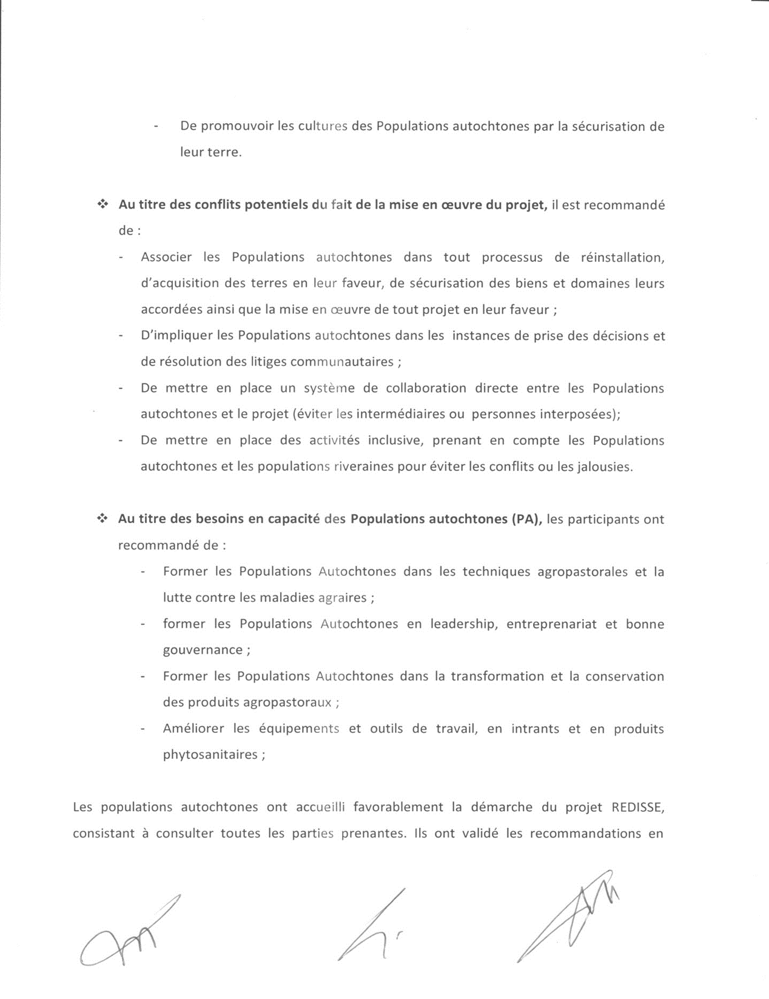 - De promouvoir les cultures des Populations autochtones par la sécurisation de
leur terre.
❖ Au titre des conflits potentiels du fait de la mise en œuvre du projet, il est recommandé
de :
- Associer les Populations autochtones dans tout processus de réinstallation,
d'acquisition des terres en leur faveur, de sécurisation des biens et domaines leurs
accordées ainsi que la mise en œuvre de tout projet en leur faveur ;
- D'impliquer les Populations autochtones dans les instances de prise des décisions et
de résolution des litiges communautaires ;
- De mettre en place un système de collaboration directe entre les Populations
autochtones et le projet (éviter les intermédiaires ou personnes interposées);
- De mettre en place des activités inclusive, prenant en compte les Populations
autochtones et les populations riveraines pour éviter les conflits ou les jalousies.
❖ Au titre des besoins en capacité des Populations autochtones (PA), les participants ont
recommandé de :
- Former les Populations Autochtones dans les techniques agropastorales et la
lutte contre les maladies agraires ;
- former les Populations Autochtones en leadership, entreprenariat et bonne
gouvernance ;
- Former les Populations Autochtones dans la transformation et la conservation
des produits agropastoraux ;
- Améliorer les équipements et outils de travail, en intrants et en produits
phytosanitaires ;
Les populations autochtones ont accueilli favorablement la démarche du projet REDISSE,
consistant à consulter toutes les parties prenantes. Ils ont validé les recommandations en